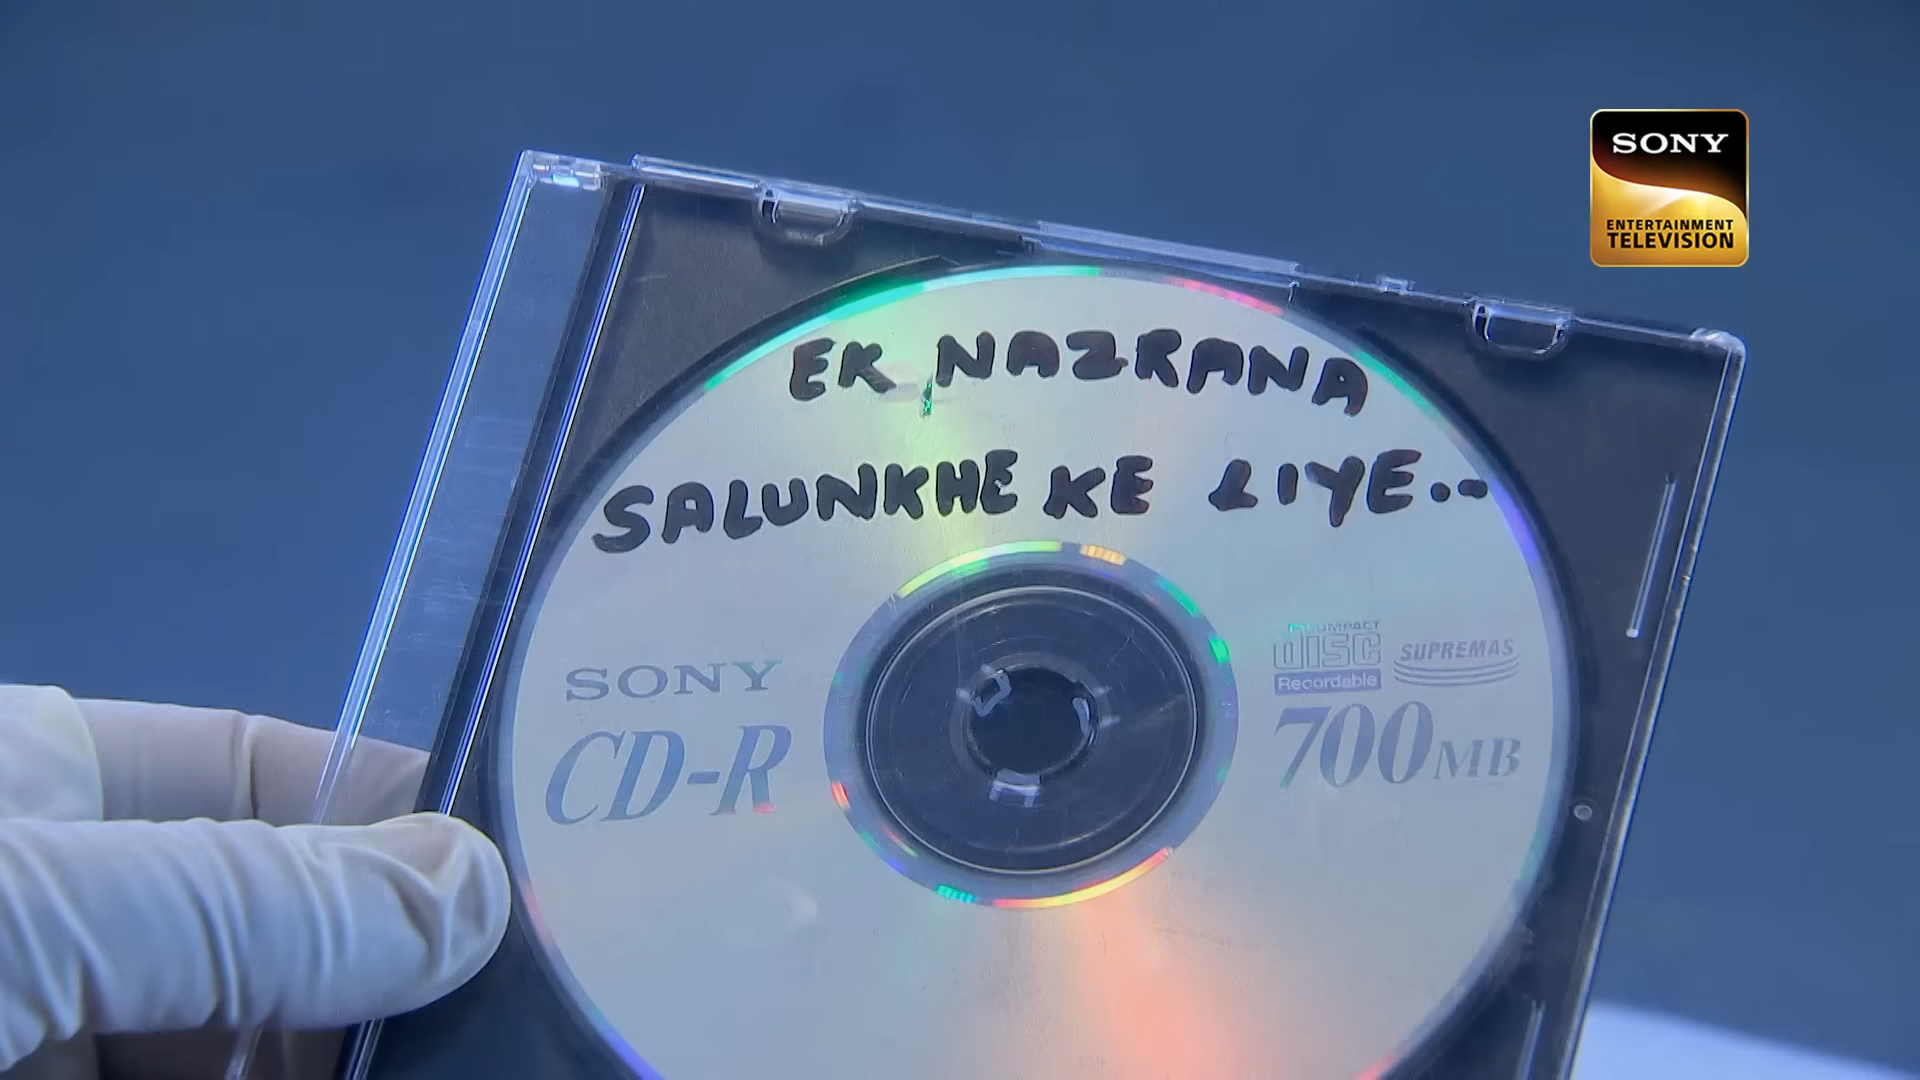 SONY
ENTERTAINMENT
TELEVISION
EK NAZRANA
SALUNKHE KE LIYE...
SONY
CD-R
COMPACT
disc
Recordable
SUPREMAS
700MB